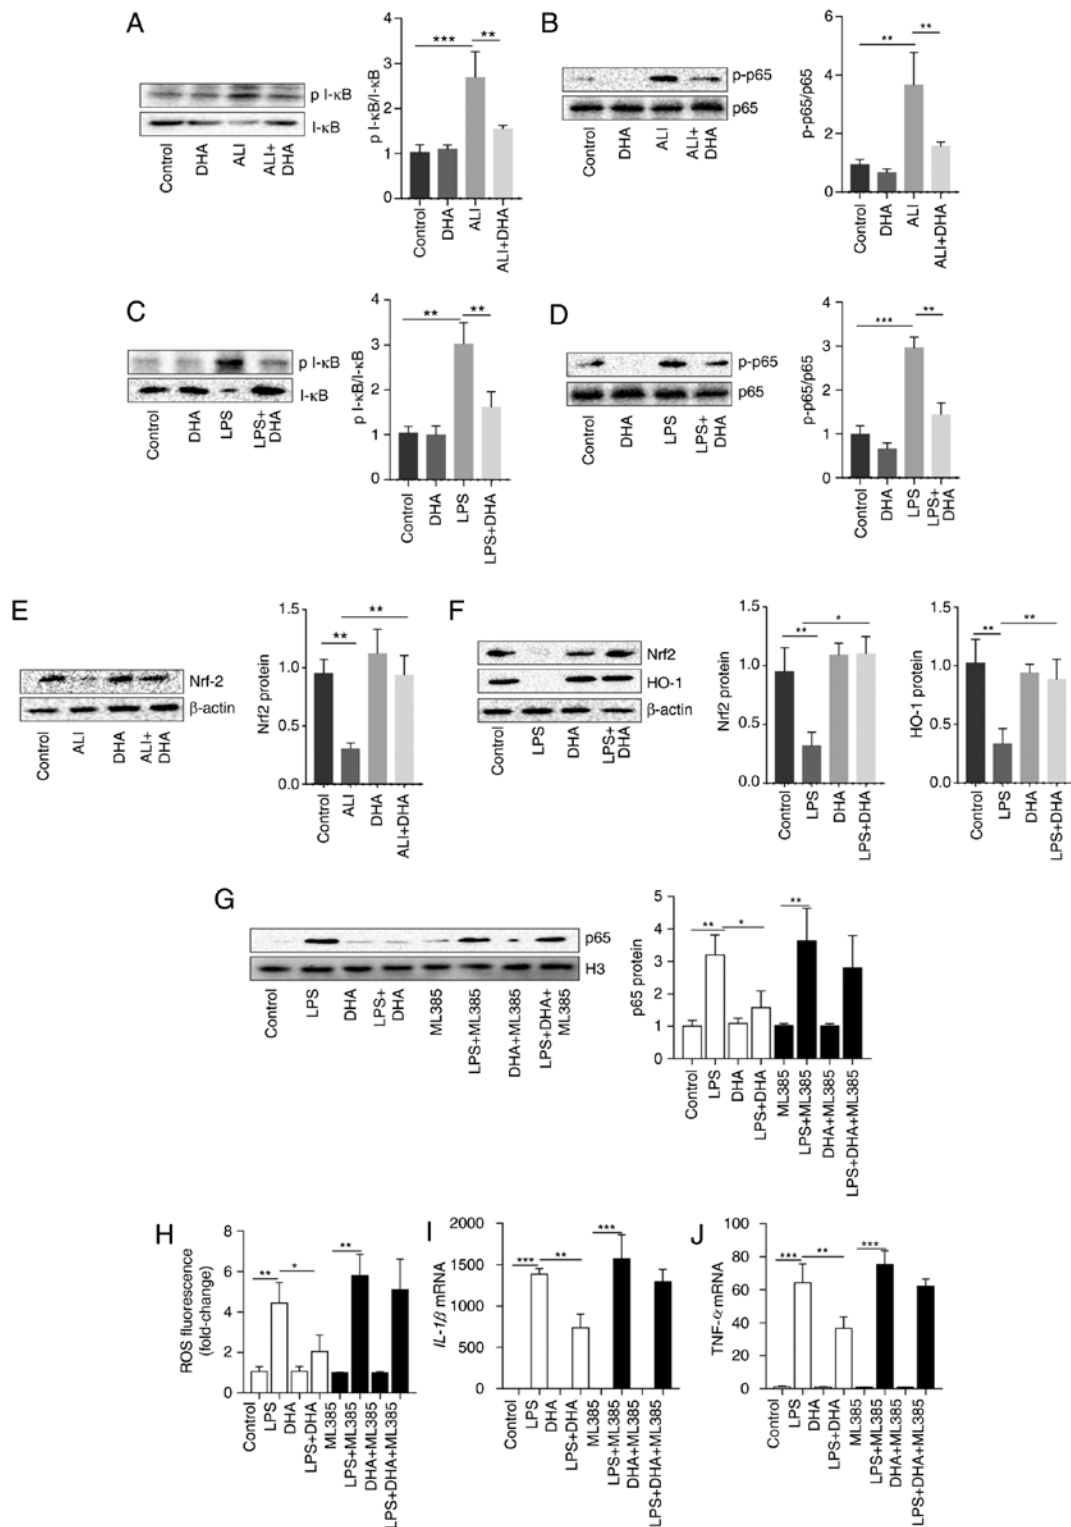 A
p I-κB
I-κB
Control
DHA
ALI
ALI+
DHA
p I-κB/I-κB
4
3
2
1
0
***
**
Control
DHA
ALI
ALI+DHA
B
p-p65
p65
Control
DHA
ALI
ALI+
DHA
p-p65/p65
6
4
2
0
**
**
Control
DHA
ALI
ALI+DHA
C
p I-κB
I-κB
Control
DHA
LPS
LPS+
DHA
p I-κB/I-κB
4
3
2
1
0
**
**
Control
DHA
LPS
LPS+DHA
D
p-p65
p65
Control
DHA
LPS
LPS+
DHA
p-p65/p65
4
3
2
1
0
***
**
Control
DHA
LPS
LPS+
DHA
E
Nrf-2
β-actin
Control
ALI
DHA
ALI+
DHA
Nrf2 protein
1.5
1.0
0.5
0.0
**
**
Control
ALI
DHA
ALI+DHA
F
Nrf2
HO-1
β-actin
Control
LPS
DHA
LPS+
DHA
Nrf2 protein
1.5
1.0
0.5
0.0
**
*
Control
LPS
DHA
LPS+DHA
HO-1 protein
1.5
1.0
0.5
0.0
**
**
Control
LPS
DHA
LPS+DHA
G
p65
H3
Control
LPS
DHA
LPS+
DHA
ML385
LPS+ML385
DHA+ML385
LPS+DHA+
ML385
p65 protein
5
4
3
2
1
0
**
*
**
Control
LPS
DHA
LPS+DHA
ML385
LPS+ML385
DHA+ML385
LPS+DHA+ML385
H
ROS fluorescence
(fold-change)
8
6
4
2
0
**
*
**
Control
LPS
DHA
LPS+DHA
ML385
LPS+ML385
DHA+ML385
LPS+DHA+ML385
I
IL-1β mRNA
2000
1500
1000
500
0
***
**
***
Control
LPS
DHA
LPS+DHA
ML385
LPS+ML385
DHA+ML385
LPS+DHA+ML385
J
TNF-α mRNA
100
80
60
40
20
0
***
**
***
Control
LPS
DHA
LPS+DHA
ML385
LPS+ML385
DHA+ML385
LPS+DHA+ML385